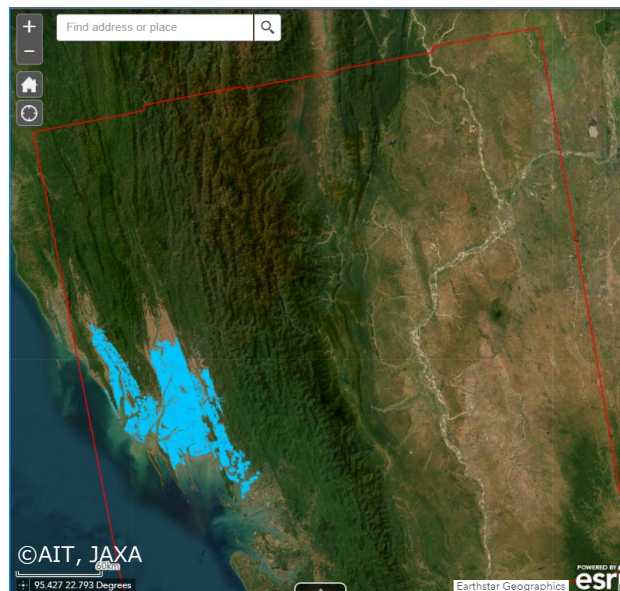 +
Find address or place
−
©AIT, JAXA
60km
95.427 22.793 Degrees
Earthstar Geographics
POWERED BY
esri